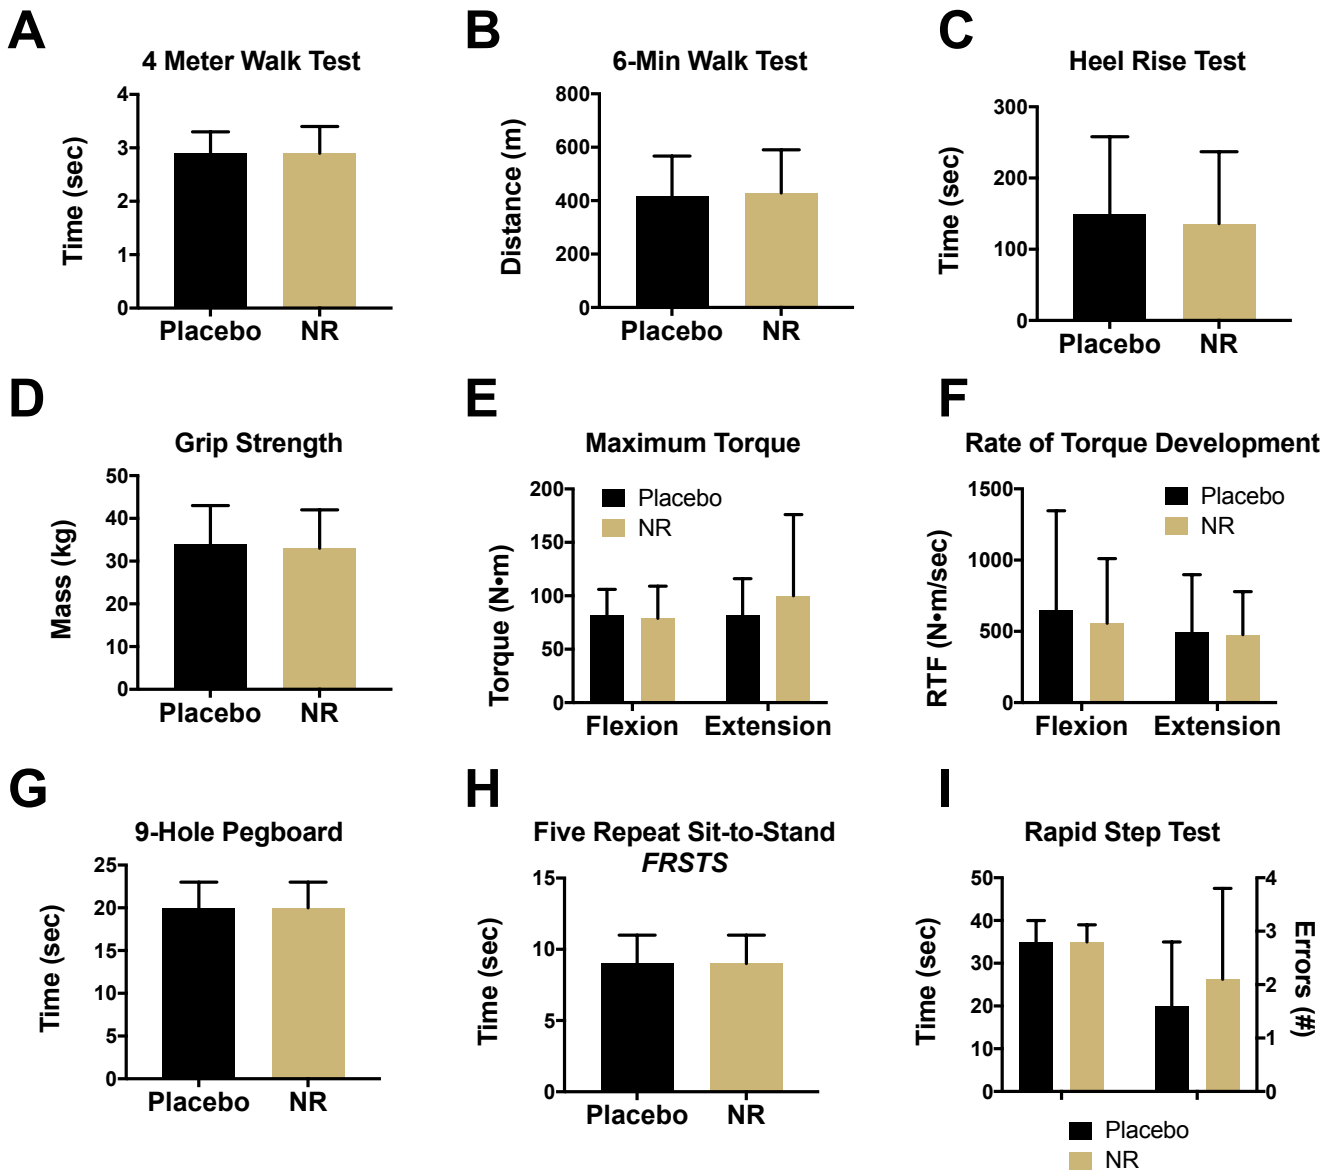 A
4 Meter Walk Test
Time (sec)
4
3
2
1
0
Placebo NR
B
6-Min Walk Test
Distance (m)
800
600
400
200
0
Placebo NR
C
Heel Rise Test
Time (sec)
300
200
100
0
Placebo NR
D
Grip Strength
Mass (kg)
50
40
30
20
10
0
Placebo NR
E
Maximum Torque
Torque (N•m)
200
150
100
50
0
Placebo
NR
Flexion Extension
F
Rate of Torque Development
RTF (N•m/sec)
1500
1000
500
0
Placebo
NR
Flexion Extension
G
9-Hole Pegboard
Time (sec)
25
20
15
10
5
0
Placebo NR
H
Five Repeat Sit-to-Stand
FRSTS
Time (sec)
15
10
5
0
Placebo NR
I
Rapid Step Test
Time (sec)
50
40
30
20
10
0
4
3
2
1
0
Errors (#)
Placebo
NR